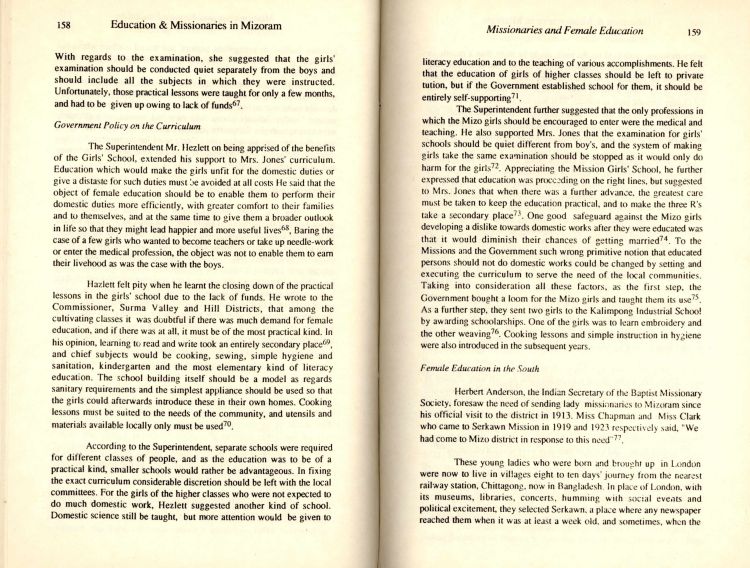 158 Education & Missionaries in Mizoram
With regards to the examination, she suggested that the girls'
examination should be conducted quiet separately from the boys and
should include all the subjects in which they were instructed.
Unfortunately, those practical lessons were taught for only a few months,
and had to be given up owing to lack of funds67.
Government Policy on the Curriculum
The Superintendent Mr. Hezlett on being apprised of the benefits
of the Girls' School, extended his support to Mrs. Jones' curriculum.
Education which would make the girls unfit for the domestic duties or
give a distaste for such duties must be avoided at all costs He said that the
object of female education should be to enable them to perform their
domestic duties more efficiently, with greater comfort to their families
and to themselves, and at the same time to give them a broader outlook
in life so that they might lead happier and more useful lives68, Baring the
case of a few girls who wanted to become teachers or take up needle-work
or enter the medical profession, the object was not to enable them to earn
their livelihood as was the case with the boys.
Hazlett felt pity when he learnt the closing down of the practical
lessons in the girls' school due to the lack of funds. He wrote to the
Commissioner, Surma Valley and Hill Districts, that among the
cultivating classes it was doubtful if there was much demand for female
education, and if there was at all, it must be of the most practical kind. In
his opinion, learning to read and write took an entirely secondary place69,
and chief subjects would be cooking, sewing, simple hygiene and
sanitation, kindergarten and the most elementary kind of literacy
education. The school building itself should be a model as regards
sanitary requirements and the simplest appliance should be used so that
the girls could afterwards introduce these in their own homes. Cooking
lessons must be suited to the needs of the community, and utensils and
materials available locally only must be used70.
According to the Superintendent, separate schools were required
for different classes of people, and as the education was to be of a
practical kind, smaller schools would rather be advantageous. In fixing
the exact curriculum considerable discretion should be left with the local
committees. For the girls of the higher classes who were not expected to
do much domestic work, Hezlett suggested another kind of school.
Domestic science still be taught, but more attention would be given to
Missionaries and Female Education 159
literacy education and to the teaching of various accomplishments. He felt
that the education of girls of higher classes should be left to private
tution, but if the Government established school for them, it should be
entirely self-supporting71.
The Superintendent further suggested that the only professions in
which the Mizo girls should be encouraged to enter were the medical and
teaching. He also supported Mrs. Jones that the examination for girls'
schools should be quiet different from boy's, and the system of making
girls take the same examination should be stopped as it would only do
harm for the girls72. Appreciating the Mission Girls' School, he further
expressed that education was proceeding on the right lines, but suggested
to Mrs. Jones that when there was a further advance, the greatest care
must be taken to keep the education practical, and to make the three R's
take a secondary place73. One good safeguard against the Mizo girls
developing a dislike towards domestic works after they were educated was
that it would diminish their chances of getting married74. To the
Missions and the Government such wrong primitive notion that educated
persons should not do domestic works could be changed by setting and
executing the curriculum to serve the need of the local communities.
Taking into consideration all these factors, as the first step, the
Government bought a loom for the Mizo girls and taught them its use75.
As a further step, they sent two girls to the Kalimpong Industrial School
by awarding schoolarships. One of the girls was to learn embroidery and
the other weaving76. Cooking lessons and simple instruction in hygiene
were also introduced in the subsequent years.
Female Education in the South
Herbert Anderson, the Indian Secretary of the Baptist Missionary
Society, foresaw the need of sending lady missionaries to Mizoram since
his official visit to the district in 1913. Miss Chapman and Miss Clark
who came to Serkawn Mission in 1919 and 1923 respectively said, "We
had come to Mizo district in response to this need"77.
These young ladies who were born and brought up in London
were now to live in villages eight to ten days' journey from the nearest
railway station, Chittagong, now in Bangladesh. In place of London, with
its museums, libraries, concerts, humming with social eveats and
political excitement, they selected Serkawn, a place where any newspaper
reached them when it was at least a week old, and sometimes, when the